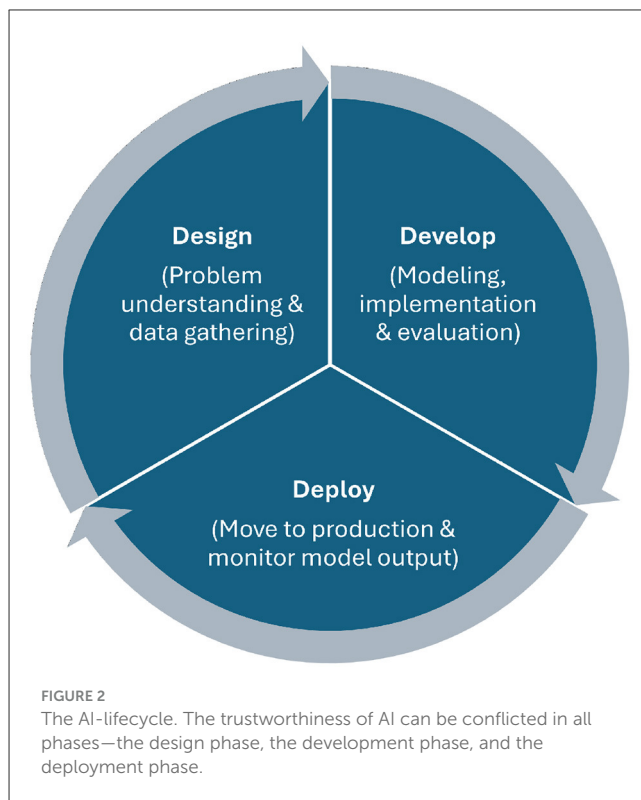 Design
(Problem
understanding &
data gathering)
Develop
(Modeling,
implementation
& evaluation)
Deploy
(Move to production &
monitor model output)
FIGURE 2
The AI-lifecycle. The trustworthiness of AI can be conflicted in all
phases—the design phase, the development phase, and the
deployment phase.